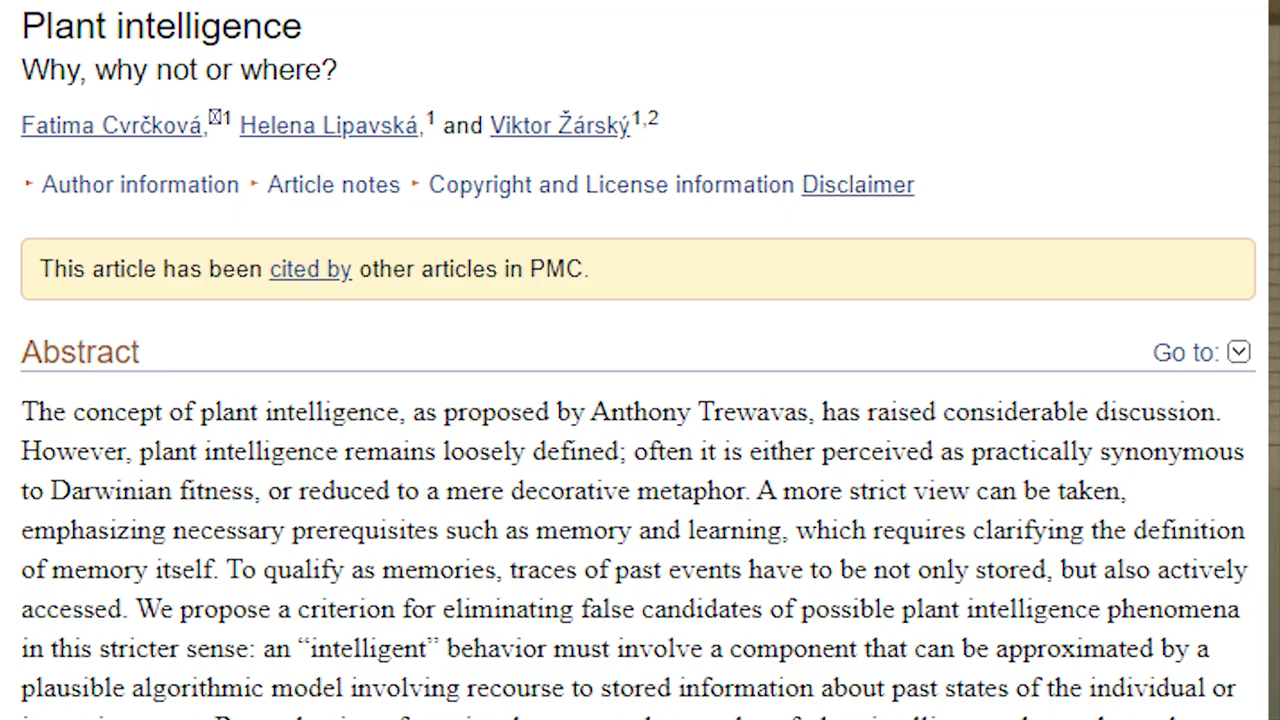 Plant intelligence
Why, why not or where?
Fatima Cvrčková,1 Helena Lipavská,1 and Viktor Žárský1,2
Author information Article notes Copyright and License information Disclaimer
This article has been cited by other articles in PMC.
Abstract
Go to:
The concept of plant intelligence, as proposed by Anthony Trewavas, has raised considerable discussion.
However, plant intelligence remains loosely defined; often it is either perceived as practically synonymous
to Darwinian fitness, or reduced to a mere decorative metaphor. A more strict view can be taken,
emphasizing necessary prerequisites such as memory and learning, which requires clarifying the definition
of memory itself. To qualify as memories, traces of past events have to be not only stored, but also actively
accessed. We propose a criterion for eliminating false candidates of possible plant intelligence phenomena
in this stricter sense: an “intelligent” behavior must involve a component that can be approximated by a
plausible algorithmic model involving recourse to stored information about past states of the individual or